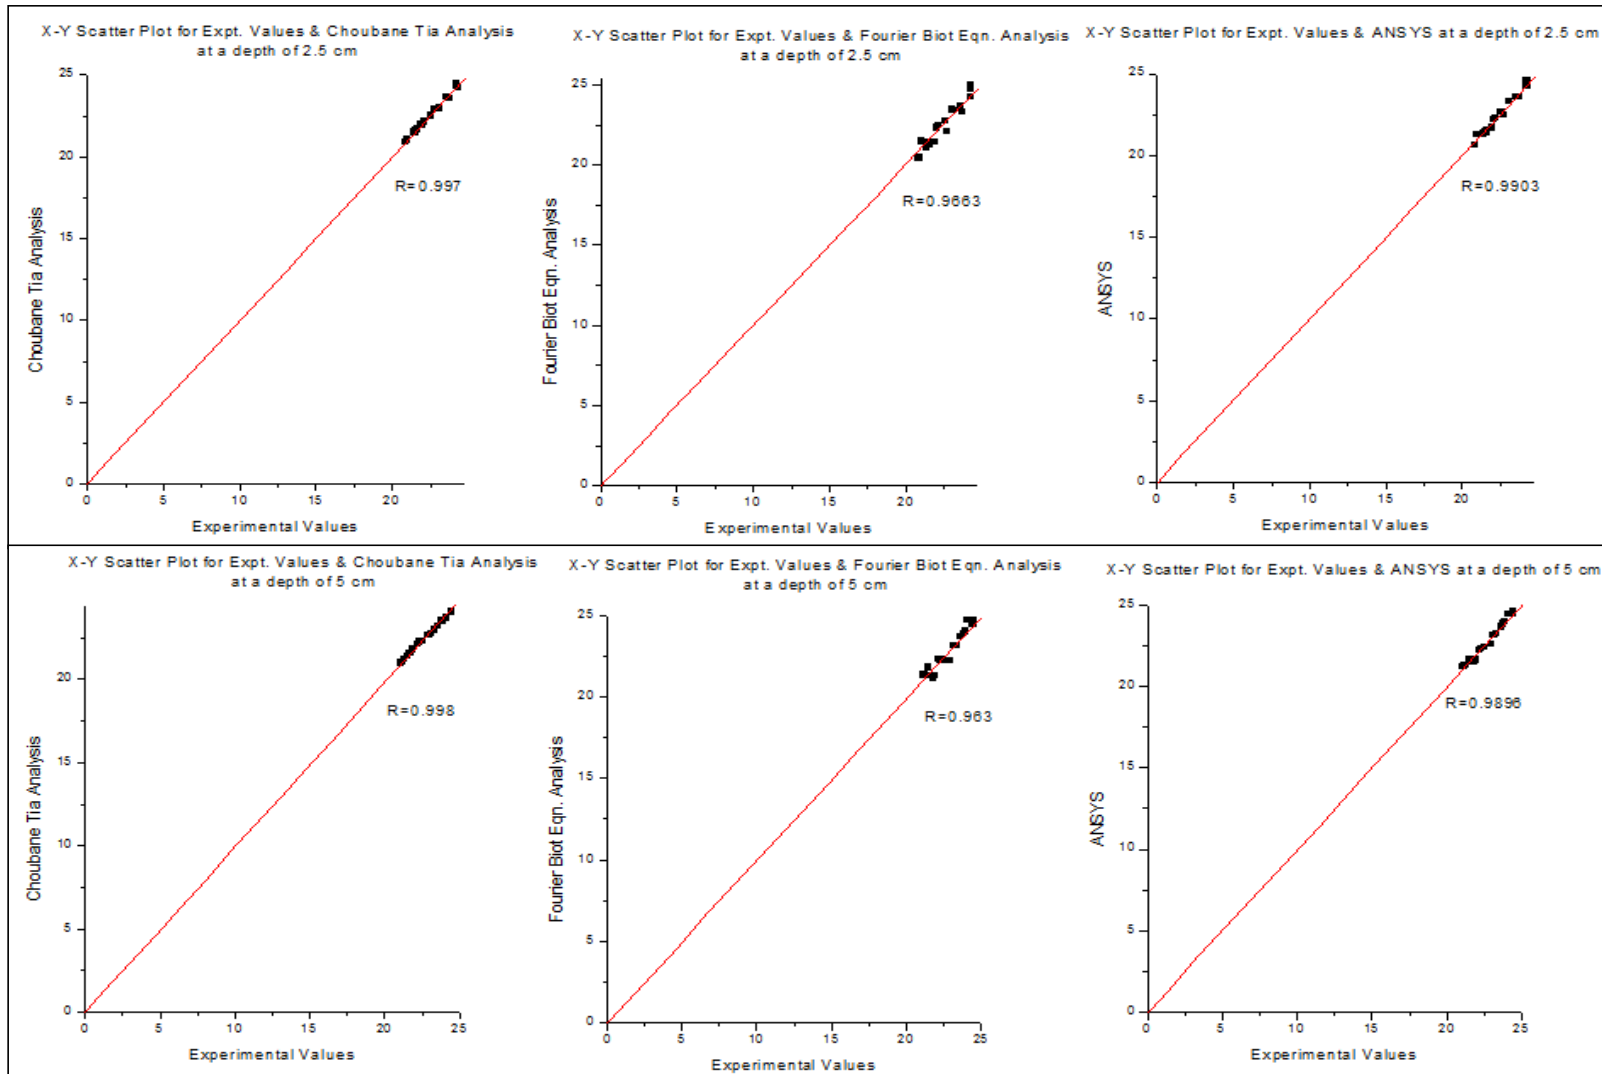 X-Y Scatter Plot for Expt. Values & Choubane Tia Analysis
at a depth of 2.5 cm
25
20
15
10
5
0
0
5
10
15
20
R=0.997
Choubane Tia Analysis
Experimental Values
X-Y Scatter Plot for Expt. Values & Fourier Biot Eqn. Analysis
at a depth of 2.5 cm
25
20
15
10
5
0
0
5
10
15
20
R=0.9663
Fourier Biot Eqn. Analysis
Experimental Values
X-Y Scatter Plot for Expt. Values & ANSYS at a depth of 2.5 cm
25
20
15
10
5
0
0
5
10
15
20
R=0.9903
ANSYS
Experimental Values
X-Y Scatter Plot for Expt. Values & Choubane Tia Analysis
at a depth of 5 cm
20
15
10
5
0
0
5
10
15
20
25
R=0.998
Choubane Tia Analysis
Experimental Values
X-Y Scatter Plot for Expt. Values & Fourier Biot Eqn. Analysis
at a depth of 5 cm
25
20
15
10
5
0
0
5
10
15
20
25
R=0.963
Fourier Biot Eqn. Analysis
Experimental Values
X-Y Scatter Plot for Expt. Values & ANSYS at a depth of 5 cm
25
20
15
10
5
0
0
5
10
15
20
25
R=0.9896
ANSYS
Experimental Values